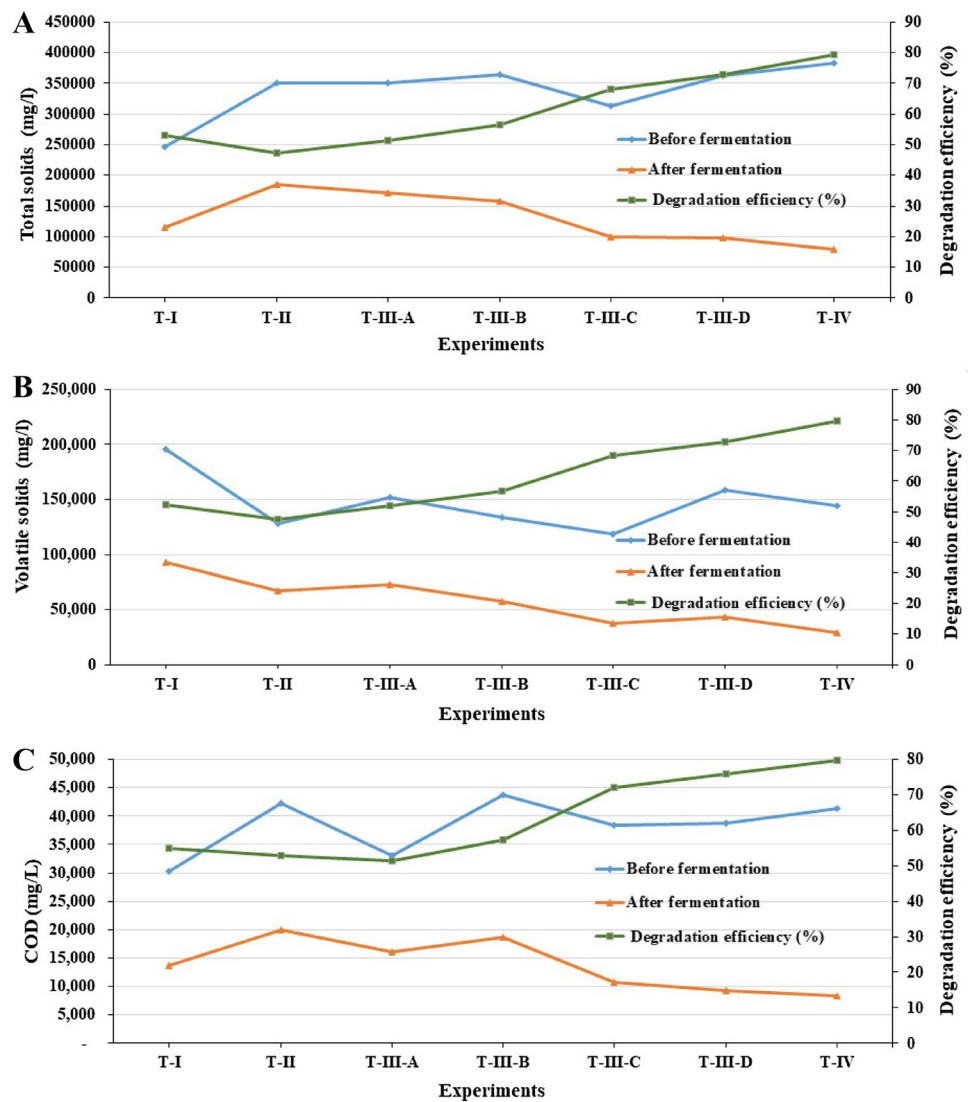 A
Total solids (mg/l)
450000
400000
350000
300000
250000
200000
150000
100000
50000
0
90
80
70
60
50
40
30
20
10
0
Degradation efficiency (%)
Before fermentation
After fermentation
Degradation efficiency (%)
T-I T-II T-III-A T-III-B T-III-C T-III-D T-IV
Experiments
B
Volatile solids (mg/l)
250,000
200,000
150,000
100,000
50,000
0
90
80
70
60
50
40
30
20
10
0
Degradation efficiency (%)
Before fermentation
After fermentation
Degradation efficiency (%)
T-I T-II T-III-A T-III-B T-III-C T-III-D T-IV
Experiments
C
COD (mg/L)
50,000
45,000
40,000
35,000
30,000
25,000
20,000
15,000
10,000
5,000
-
80
70
60
50
40
30
20
10
0
Degradation efficiency (%)
Before fermentation
After fermentation
Degradation efficiency (%)
T-I T-II T-III-A T-III-B T-III-C T-III-D T-IV
Experiments